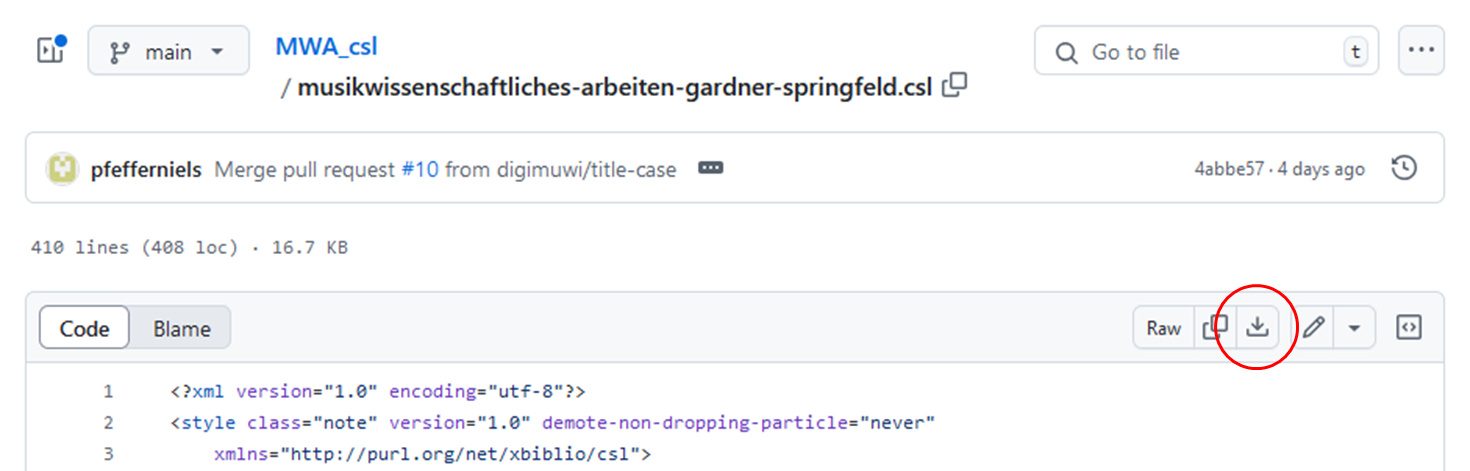 main
MWA_csl
/ musikwissenschaftliches-arbeiten-gardner-springfeld.csl
Go to file
t
pfefferniels Merge pull request #10 from digimuwi/title-case
4abbe57 · 4 days ago
410 lines (408 loc) · 16.7 KB
Code Blame
Raw
1 <?xml version="1.0" encoding="utf-8"?>
2 <style class="note" version="1.0" demote-non-dropping-particle="never"
3 xmlns="http://purl.org/net/xbiblio/csl">